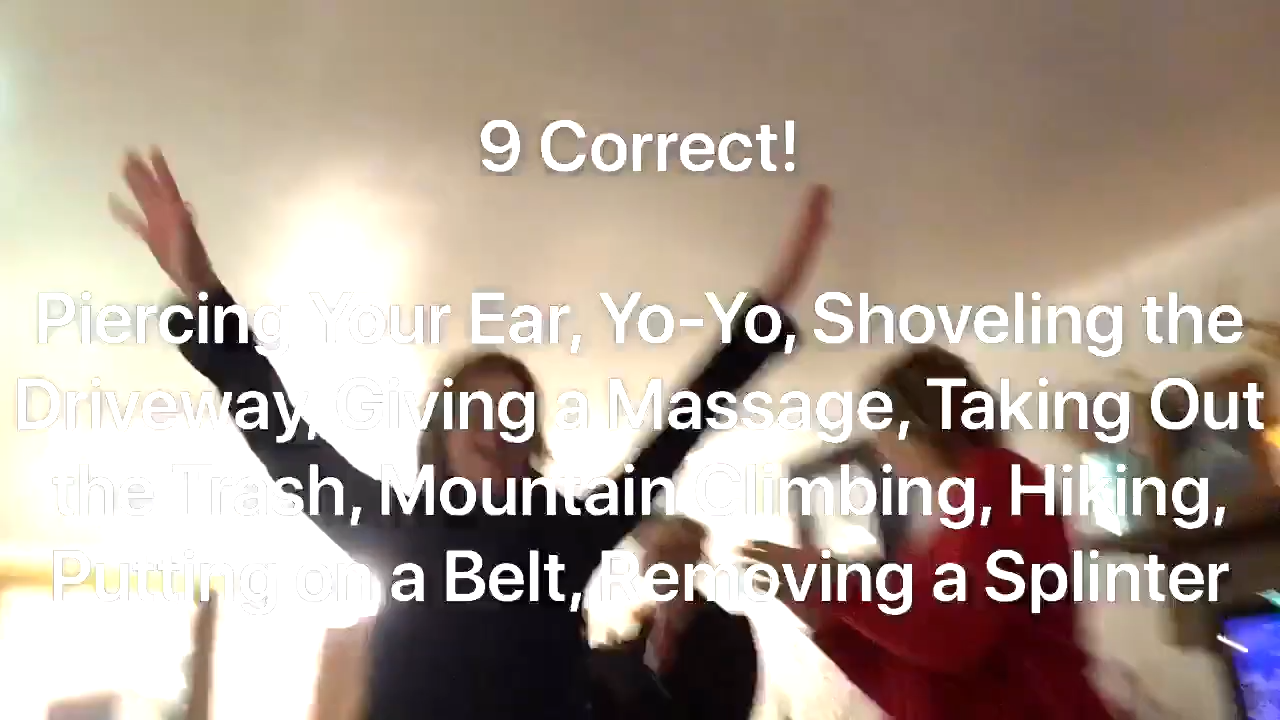 9 Correct!
Piercing Your Ear, Yo-Yo, Shoveling the
Driveway, Giving a Massage, Taking Out
the Trash, Mountain Climbing, Hiking,
Putting on a Belt, Removing a Splinter